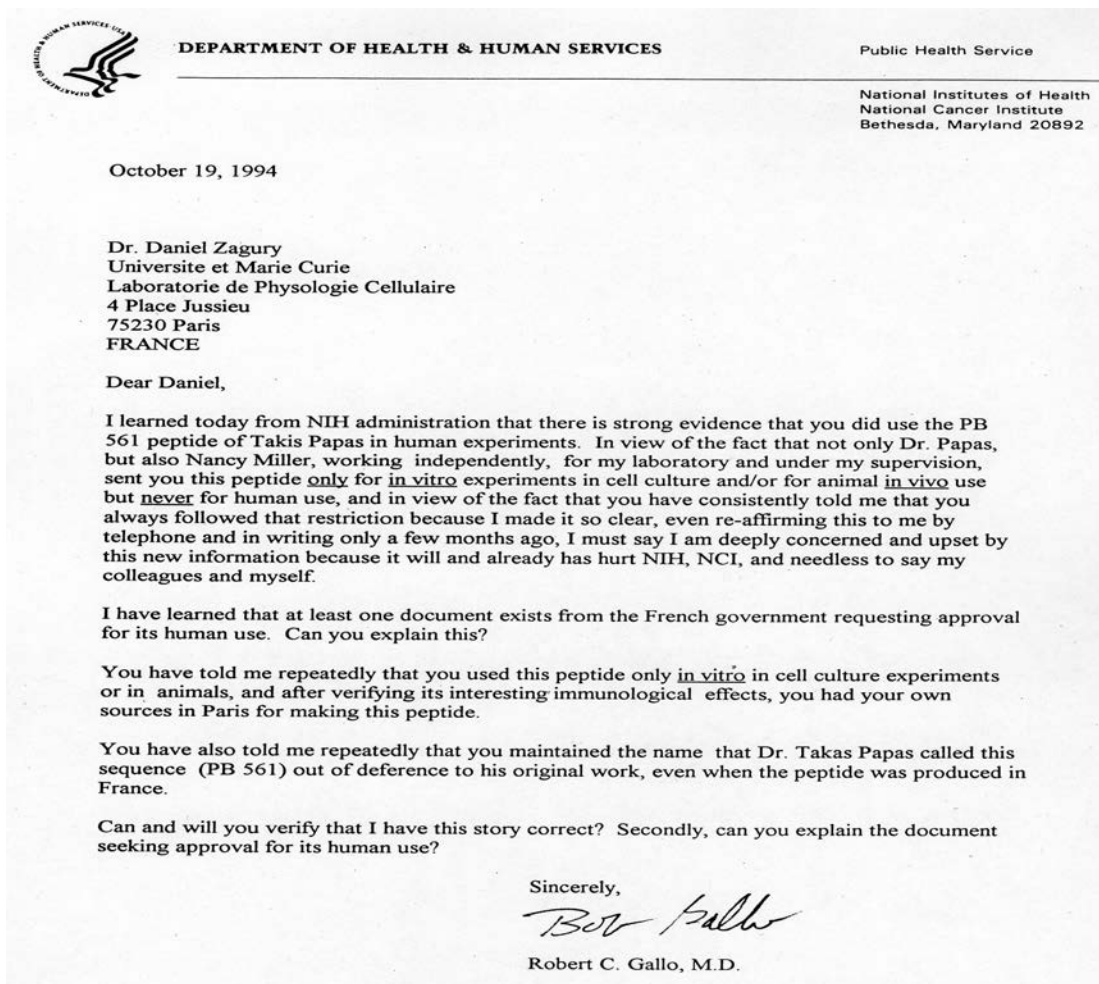 DEPARTMENT OF HEALTH & HUMAN SERVICES
Public Health Service
DEPARTMENT OF HEALTH & HUMAN SERVICES·USA
National Institutes of Health
National Cancer Institute
Bethesda, Maryland 20892
October 19, 1994
Dr. Daniel Zagury
Universite et Marie Curie
Laboratorie de Physologie Cellulaire
4 Place Jussieu
75230 Paris
FRANCE
Dear Daniel,
I learned today from NIH administration that there is strong evidence that you did use the PB
561 peptide of Takis Papas in human experiments. In view of the fact that not only Dr. Papas,
but also Nancy Miller, working independently, for my laboratory and under my supervision,
sent you this peptide only for in vitro experiments in cell culture and/or for animal in vivo use
but never for human use, and in view of the fact that you have consistently told me that you
always followed that restriction because I made it so clear, even re-affirming this to me by
telephone and in writing only a few months ago, I must say I am deeply concerned and upset by
this new information because it will and already has hurt NIH, NCI, and needless to say my
colleagues and myself.
I have learned that at least one document exists from the French government requesting approval
for its human use. Can you explain this?
You have told me repeatedly that you used this peptide only in vitro in cell culture experiments
or in animals, and after verifying its interesting immunological effects, you had your own
sources in Paris for making this peptide.
You have also told me repeatedly that you maintained the name that Dr. Takas Papas called this
sequence (PB 561) out of deference to his original work, even when the peptide was produced in
France.
Can and will you verify that I have this story correct? Secondly, can you explain the document
seeking approval for its human use?
Sincerely,
Bob Gallo
Robert C. Gallo, M.D.